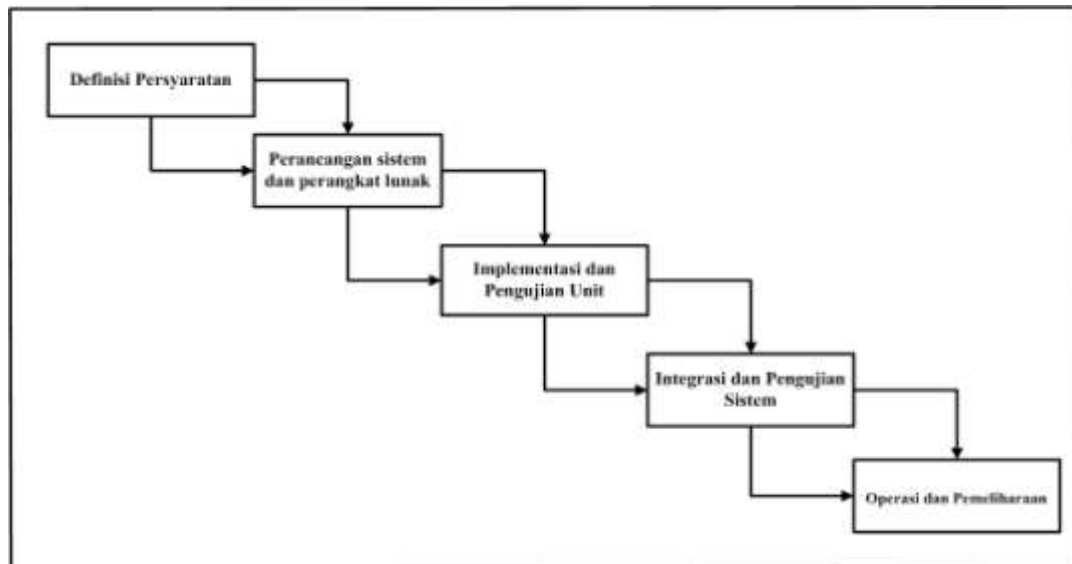 Definisi Persyaratan
Perancangan sistem
dan perangkat lunak
Implementasi dan
Pengujian Unit
Integrasi dan Pengujian
Sistem
Operasi dan Pemeliharaan